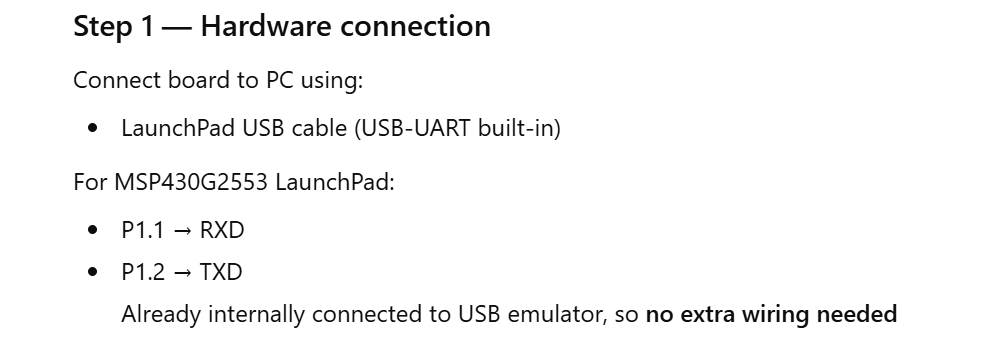 Step 1 — Hardware connection
Connect board to PC using:
• LaunchPad USB cable (USB-UART built-in)
For MSP430G2553 LaunchPad:
• P1.1 → RXD
• P1.2 → TXD
Already internally connected to USB emulator, so no extra wiring needed